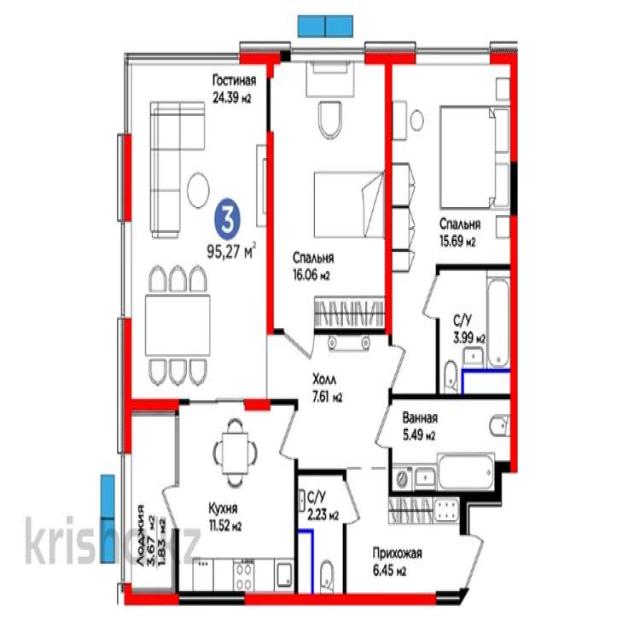 Гостиная
24.39 м2
3
95,27 м2
Спальня
16.06 м2
Спальня
15.69 м2
С/У
3.99 м2
Холл
7.61 м2
Ванная
5.49 м2
Кухня
11.52 м2
С/У
2.23 м2
Прихожая
6.45 м2
Лоджия
3.67 м2
1.83 м2
krisha.kz